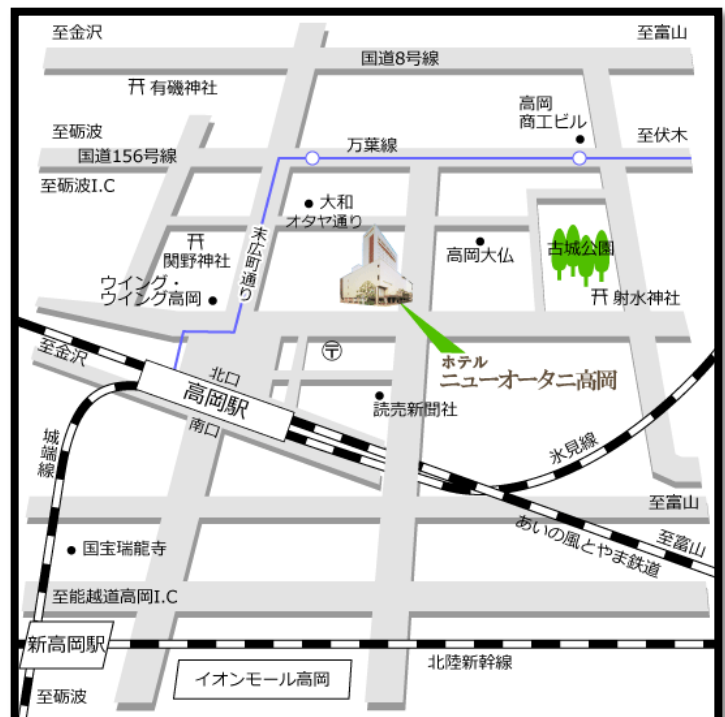 至金沢
至富山
国道8号線
有磯神社
高岡
商工ビル
至砺波
万葉線
至伏木
国道156号線
至砺波I.C
大和
オタヤ通り
末広町通り
関野神社
高岡大仏
古城公園
ウイング・
ウイング高岡
射水神社
至金沢
北口
〒
ホテル
ニューオータニ高岡
高岡駅
読売新聞社
南口
城端線
氷見線
至富山
あいの風とやま鉄道
至富山
国宝瑞龍寺
至能越道高岡I.C
新高岡駅
北陸新幹線
イオンモール高岡
至砺波